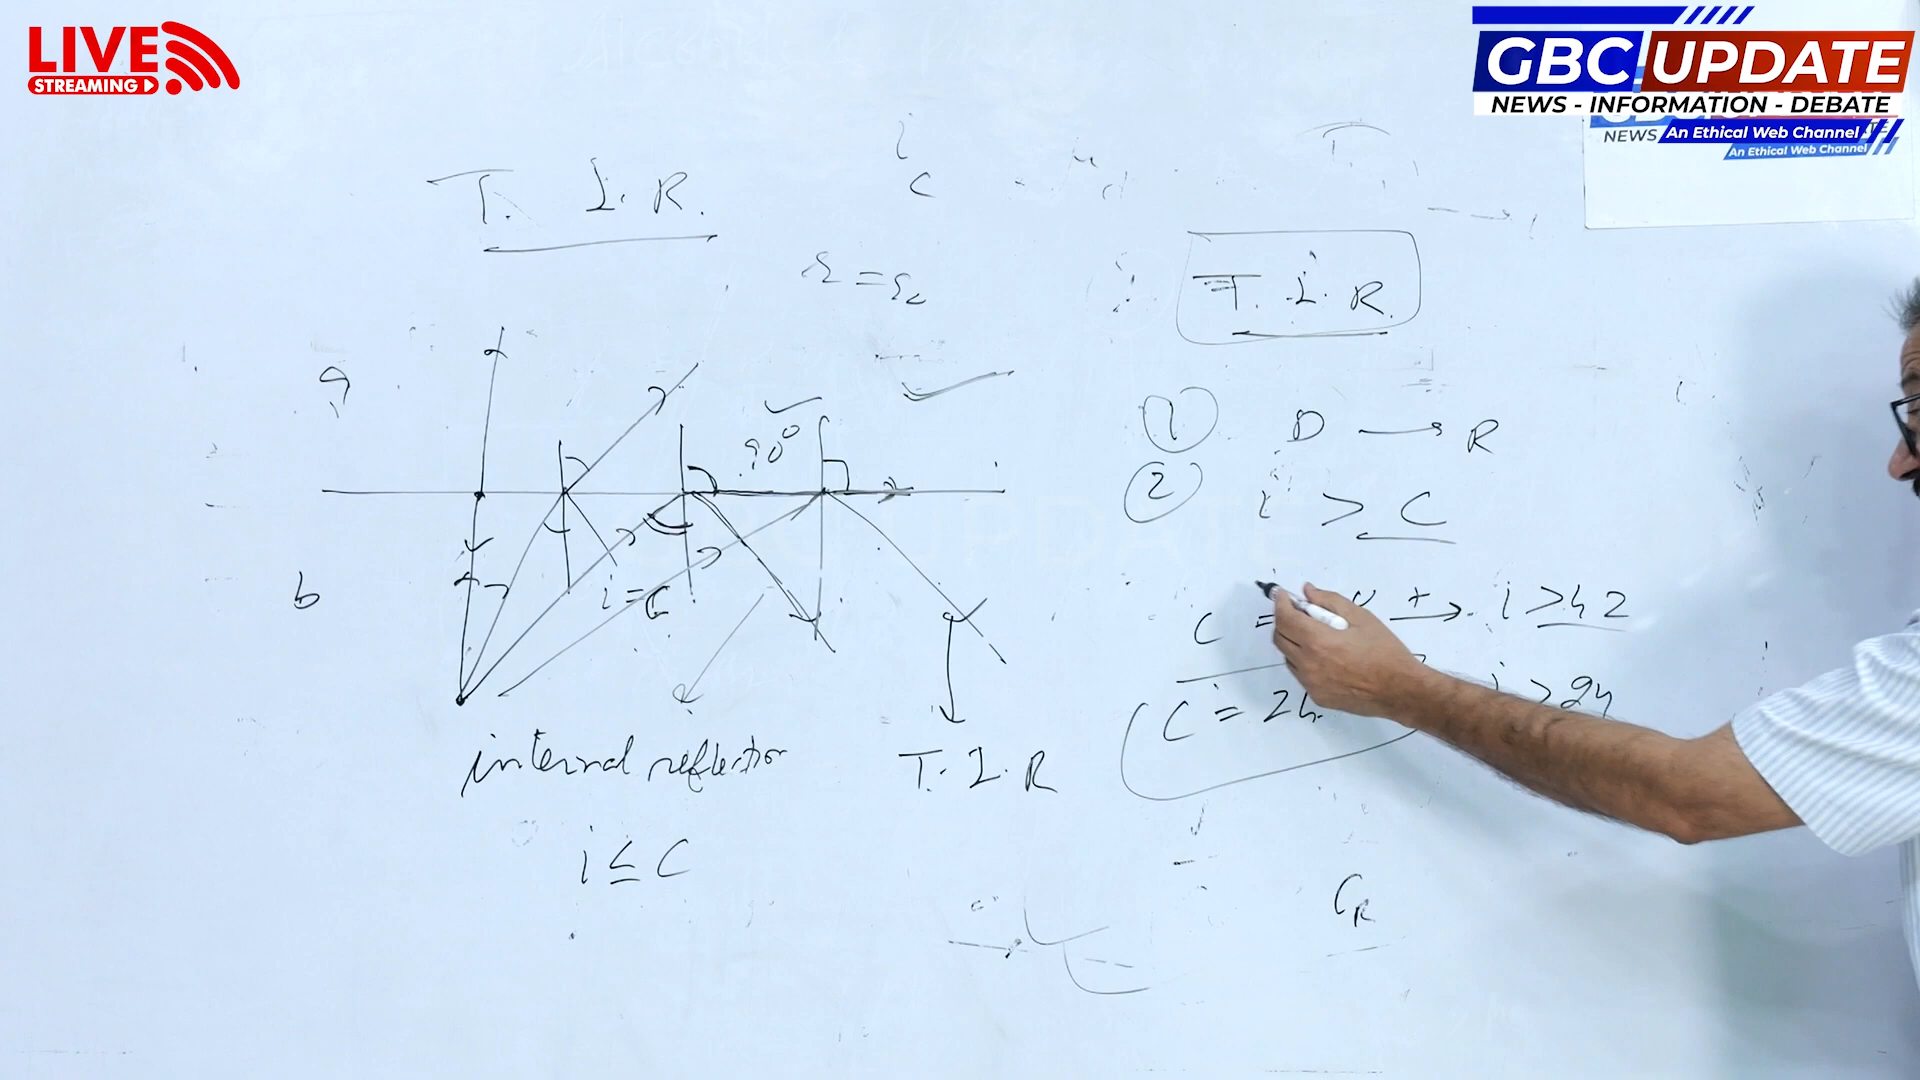 LIVE
STREAMING
GBC UPDATE
NEWS - INFORMATION - DEBATE
An Ethical Web Channel
NEWS
An Ethical Web Channel
i
c
T. I. R.
T. I. R.
90°
1 D → R
2 i > C
b
i = C
C = → i > 42
C = 24 i > 24
internal reflection T. I. R
i ≤ C
C R